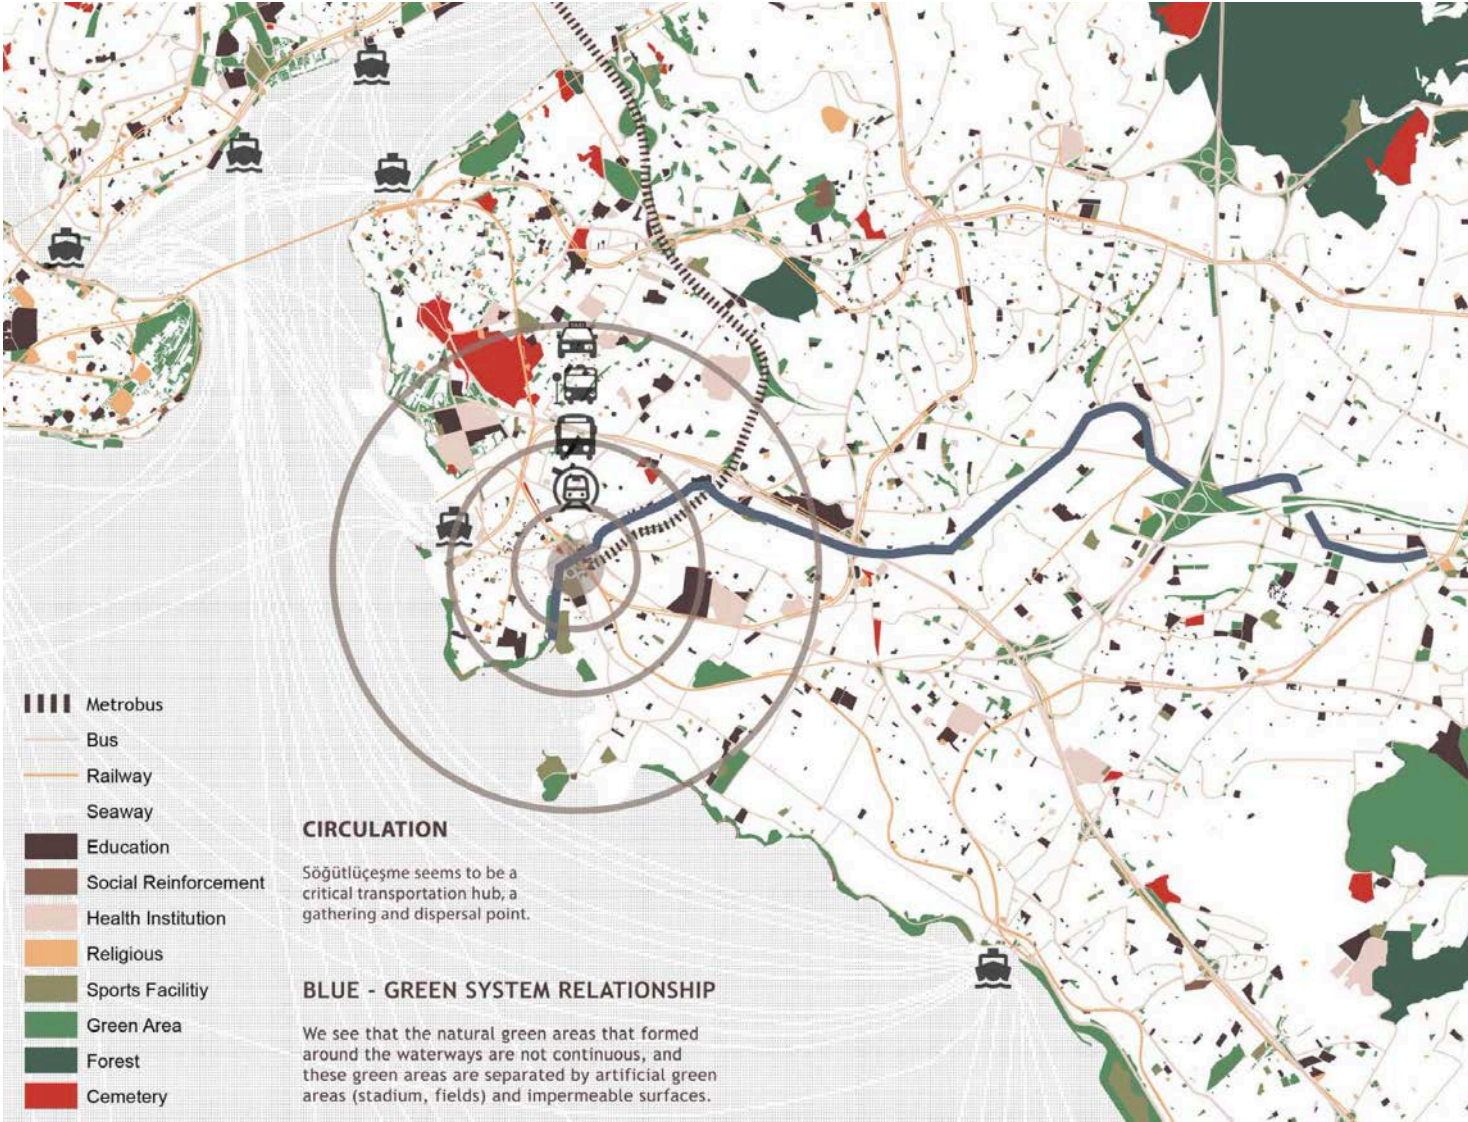 Metrobus
Bus
Railway
Seaway
Education
Social Reinforcement
Health Institution
Religious
Sports Facilitiy
Green Area
Forest
Cemetery
CIRCULATION
Söğütlüçeşme seems to be a
critical transportation hub, a
gathering and dispersal point.
BLUE - GREEN SYSTEM RELATIONSHIP
We see that the natural green areas that formed
around the waterways are not continuous, and
these green areas are separated by artificial green
areas (stadium, fields) and impermeable surfaces.